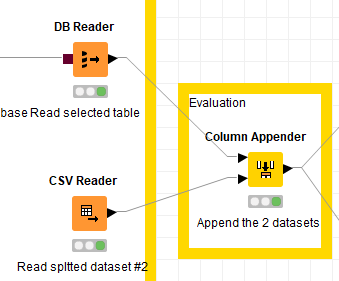 DB Reader
base Read selected table
Evaluation
Column Appender
Append the 2 datasets
CSV Reader
Read spltted dataset #2